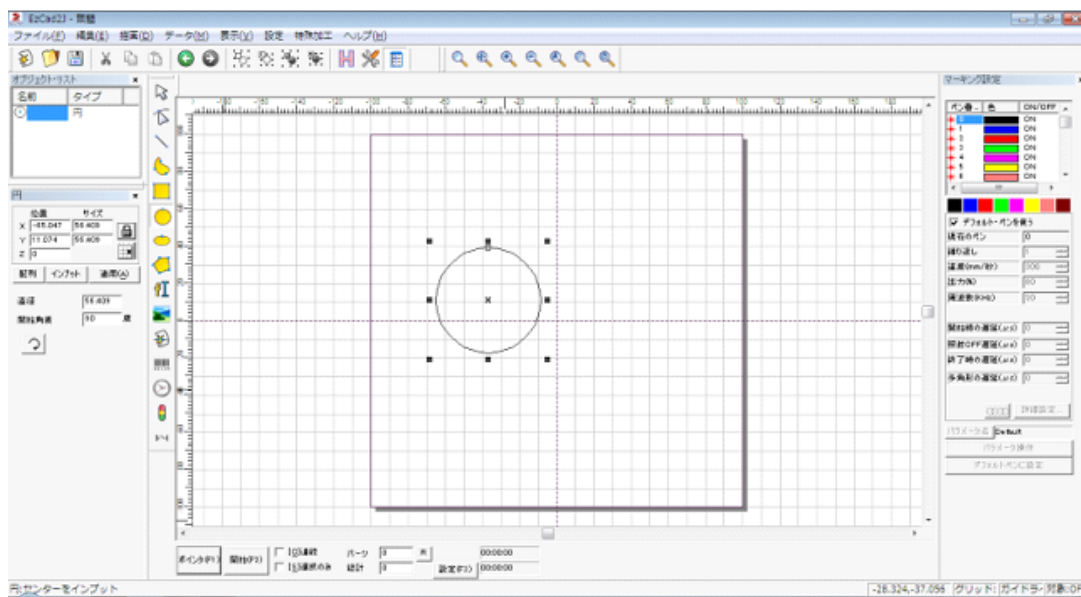 EzCad2J - 無題
ファイル(F) 編集(E) 描画(D) データ(M) 表示(V) 設定 特殊加工 ヘルプ(H)
オブジェクト・リスト
名前 タイプ
円
円
位置 サイズ
X 56.409
Y 11.074 56.409
Z 0
配列 インプット 適用(A)
直径 56.409
開始角度 90 度
ポイント(F1) 開始(F2)
パーツ 0 R 00:00:00
総計 0 設定(F3) 00:00:00
円:センターをインプット
-28.324,-37.056 グリッド: ガイドラ- 対象:OF
マーキング設定
ペン番 色 ON/OFF
0 ON
1 ON
2 ON
3 ON
4 ON
5 ON
6 ON
デフォルト・ペンを使う
現在のペン 0
繰り返し
速度(mm/秒)
出力(%)
周波数(KHz)
開始時の遅延(μs) 0
照射OFF遅延(μs) 0
終了時の遅延(μs) 0
多角形の遅延(μs) 0
詳細設定...
パラメータ名 Default
パラメータ操作
デフォルトペンに設定